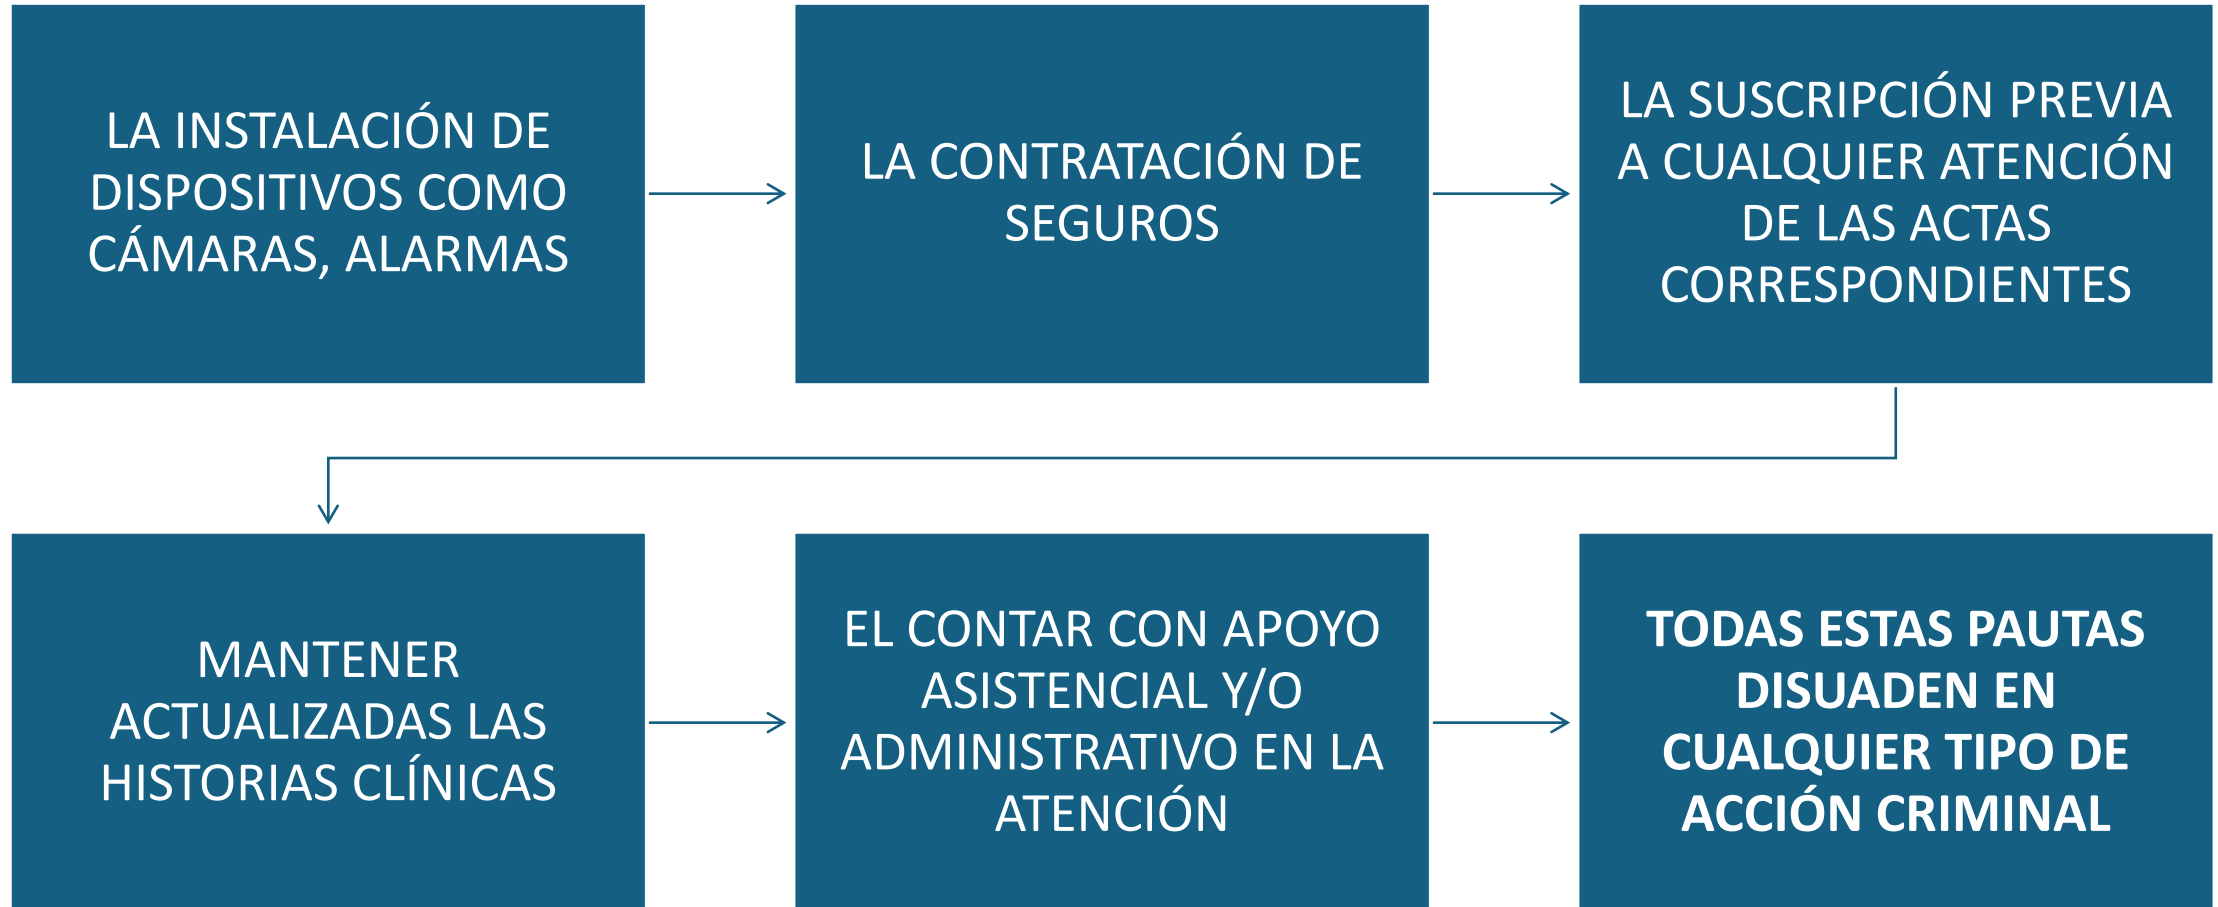 LA INSTALACIÓN DE
DISPOSITIVOS COMO
CÁMARAS, ALARMAS
LA CONTRATACIÓN DE
SEGUROS
LA SUSCRIPCIÓN PREVIA
A CUALQUIER ATENCIÓN
DE LAS ACTAS
CORRESPONDIENTES
MANTENER
ACTUALIZADAS LAS
HISTORIAS CLÍNICAS
EL CONTAR CON APOYO
ASISTENCIAL Y/O
ADMINISTRATIVO EN LA
ATENCIÓN
TODAS ESTAS PAUTAS
DISUADEN EN
CUALQUIER TIPO DE
ACCIÓN CRIMINAL